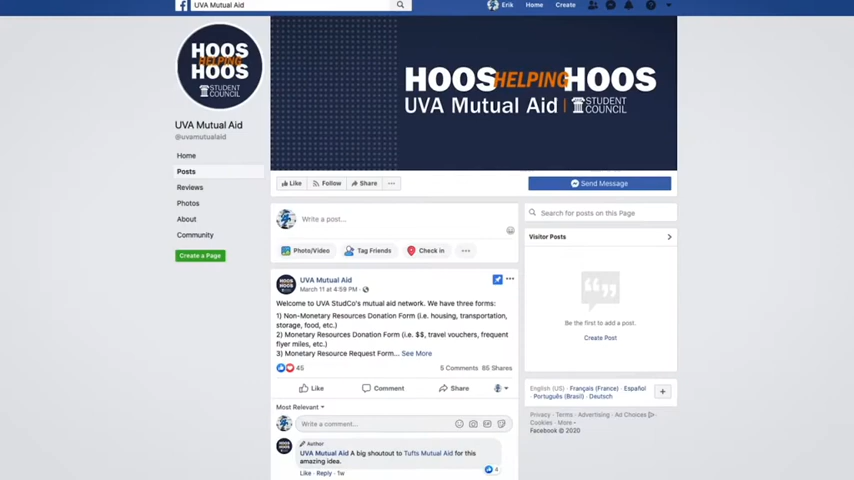 UVA Mutual Aid
Erik
Home
Create
HOOS
HELPING
HOOS
STUDENT
COUNCIL
HOOS HELPING HOOS
UVA Mutual Aid | STUDENT
COUNCIL
UVA Mutual Aid
@uvamutualaid
Home
Posts
Reviews
Photos
About
Community
Create a Page
Like
Follow
Share
Send Message
Write a post...
Photo/Video
Tag Friends
Check in
UVA Mutual Aid
March 11 at 4:59 PM ·
Welcome to UVA StudCo's mutual aid network. We have three forms:
1) Non-Monetary Resources Donation Form (i.e. housing, transportation,
storage, food, etc.)
2) Monetary Resources Donation Form (i.e. $$, travel vouchers, frequent
flyer miles, etc.)
3) Monetary Resource Request Form... See More
45
5 Comments 85 Shares
Like
Comment
Share
Most Relevant
Write a comment...
Author
UVA Mutual Aid A big shoutout to Tufts Mutual Aid for this
amazing idea.
4
Like · Reply · 1w
Search for posts on this Page
Visitor Posts
Be the first to add a post.
Create Post
English (US) · Français (France) · Español ·
Português (Brasil) · Deutsch
Privacy · Terms · Advertising · Ad Choices ·
Cookies · More
Facebook © 2020